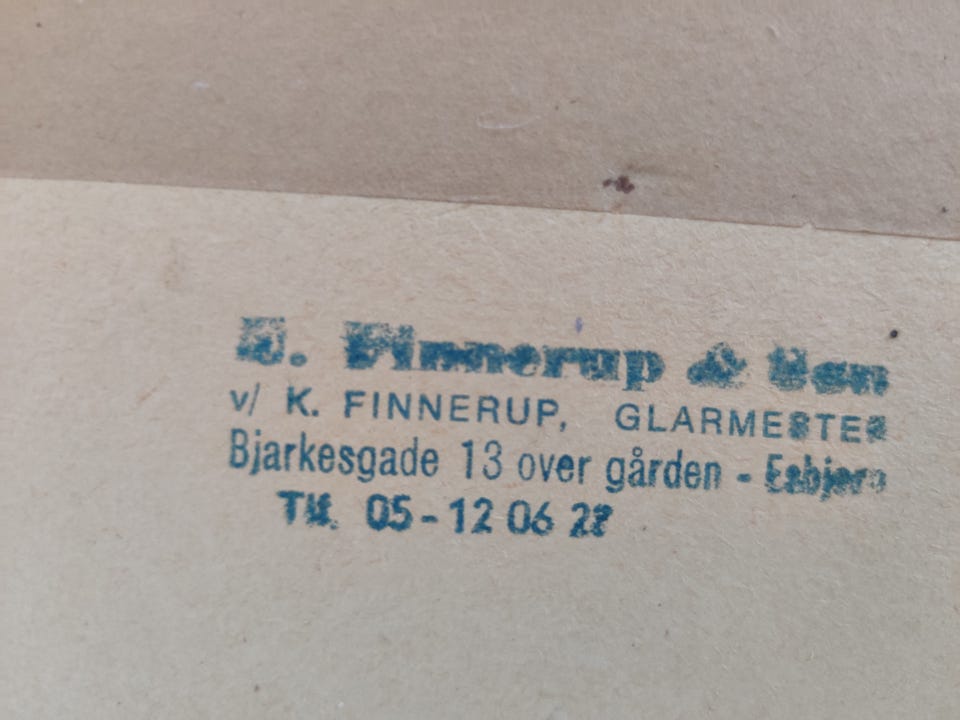 . Finnerup & Søn
v/ K. FINNERUP, GLARMESTER
Bjarkesgade 13 over gården - Esbjerg
Tlf. 05-12 06